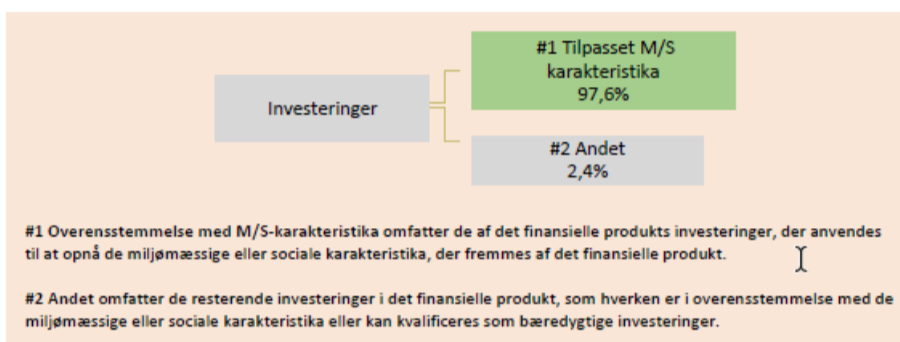 #1 Tilpasset M/S
karakteristika
97,6%
Investeringer
#2 Andet
2,4%
#1 Overensstemmelse med M/S-karakteristika omfatter de af det finansielle produkts investeringer, der anvendes
til at opnå de miljømæssige eller sociale karakteristika, der fremmes af det finansielle produkt.
#2 Andet omfatter de resterende investeringer i det finansielle produkt, som hverken er i overensstemmelse med de
miljømæssige eller sociale karakteristika eller kan kvalificeres som bæredygtige investeringer.